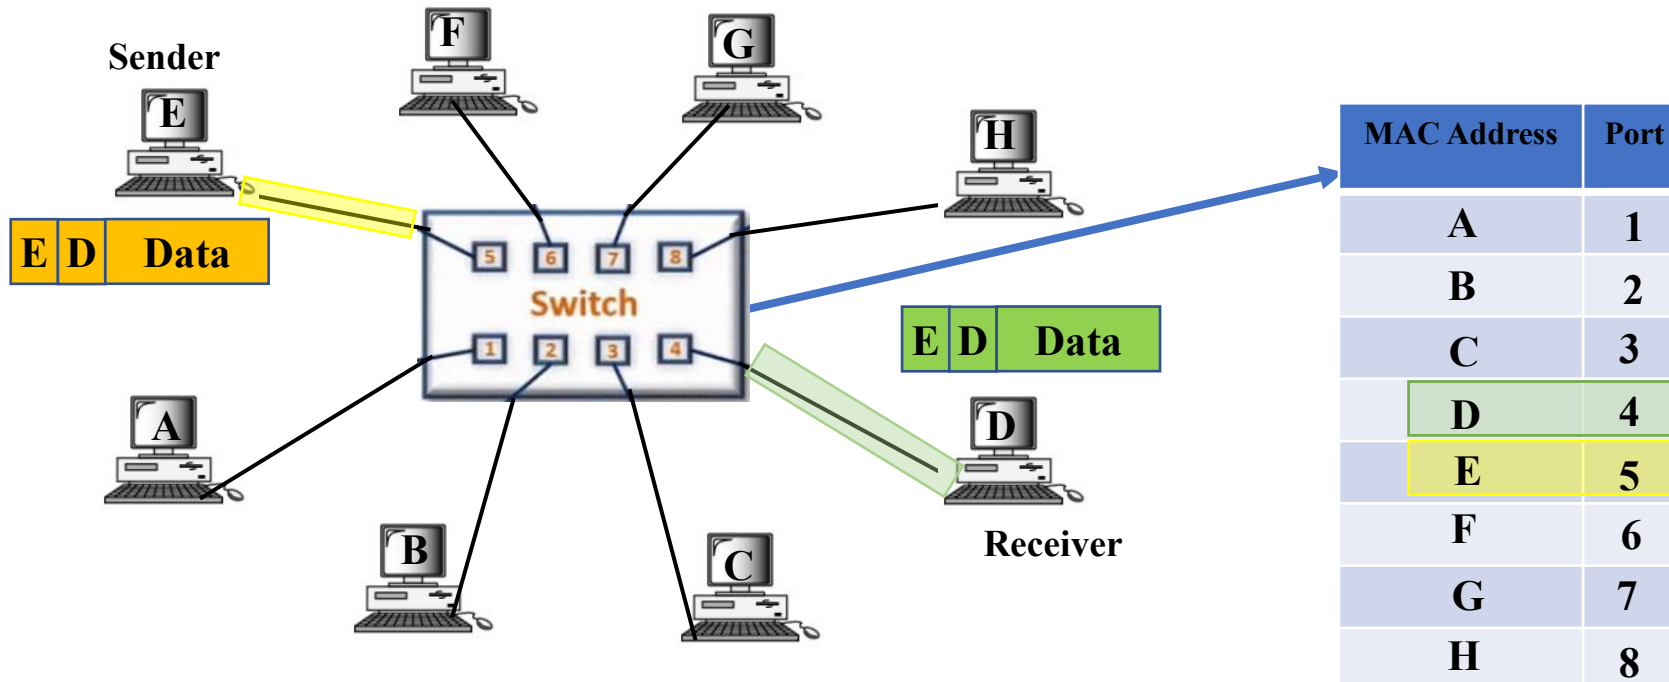 F
G
Sender
E
H
MAC Address Port
A 1
B 2
C 3
D 4
E 5
F 6
G 7
H 8
E D Data
5 6 7 8
Switch
1 2 3 4
E D Data
A
D
Receiver
B
C